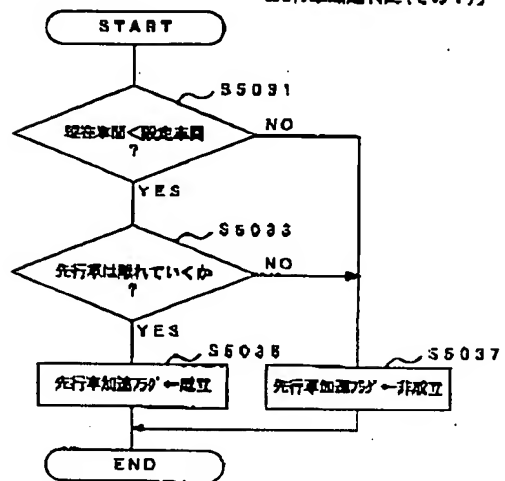 START
S5031
現在車間<設定車間
?
NO
YES
S5033
先行車は離れていくか
?
NO
YES
S5035
先行車加速フラグ←成立
S5037
先行車加速フラグ←非成立
END